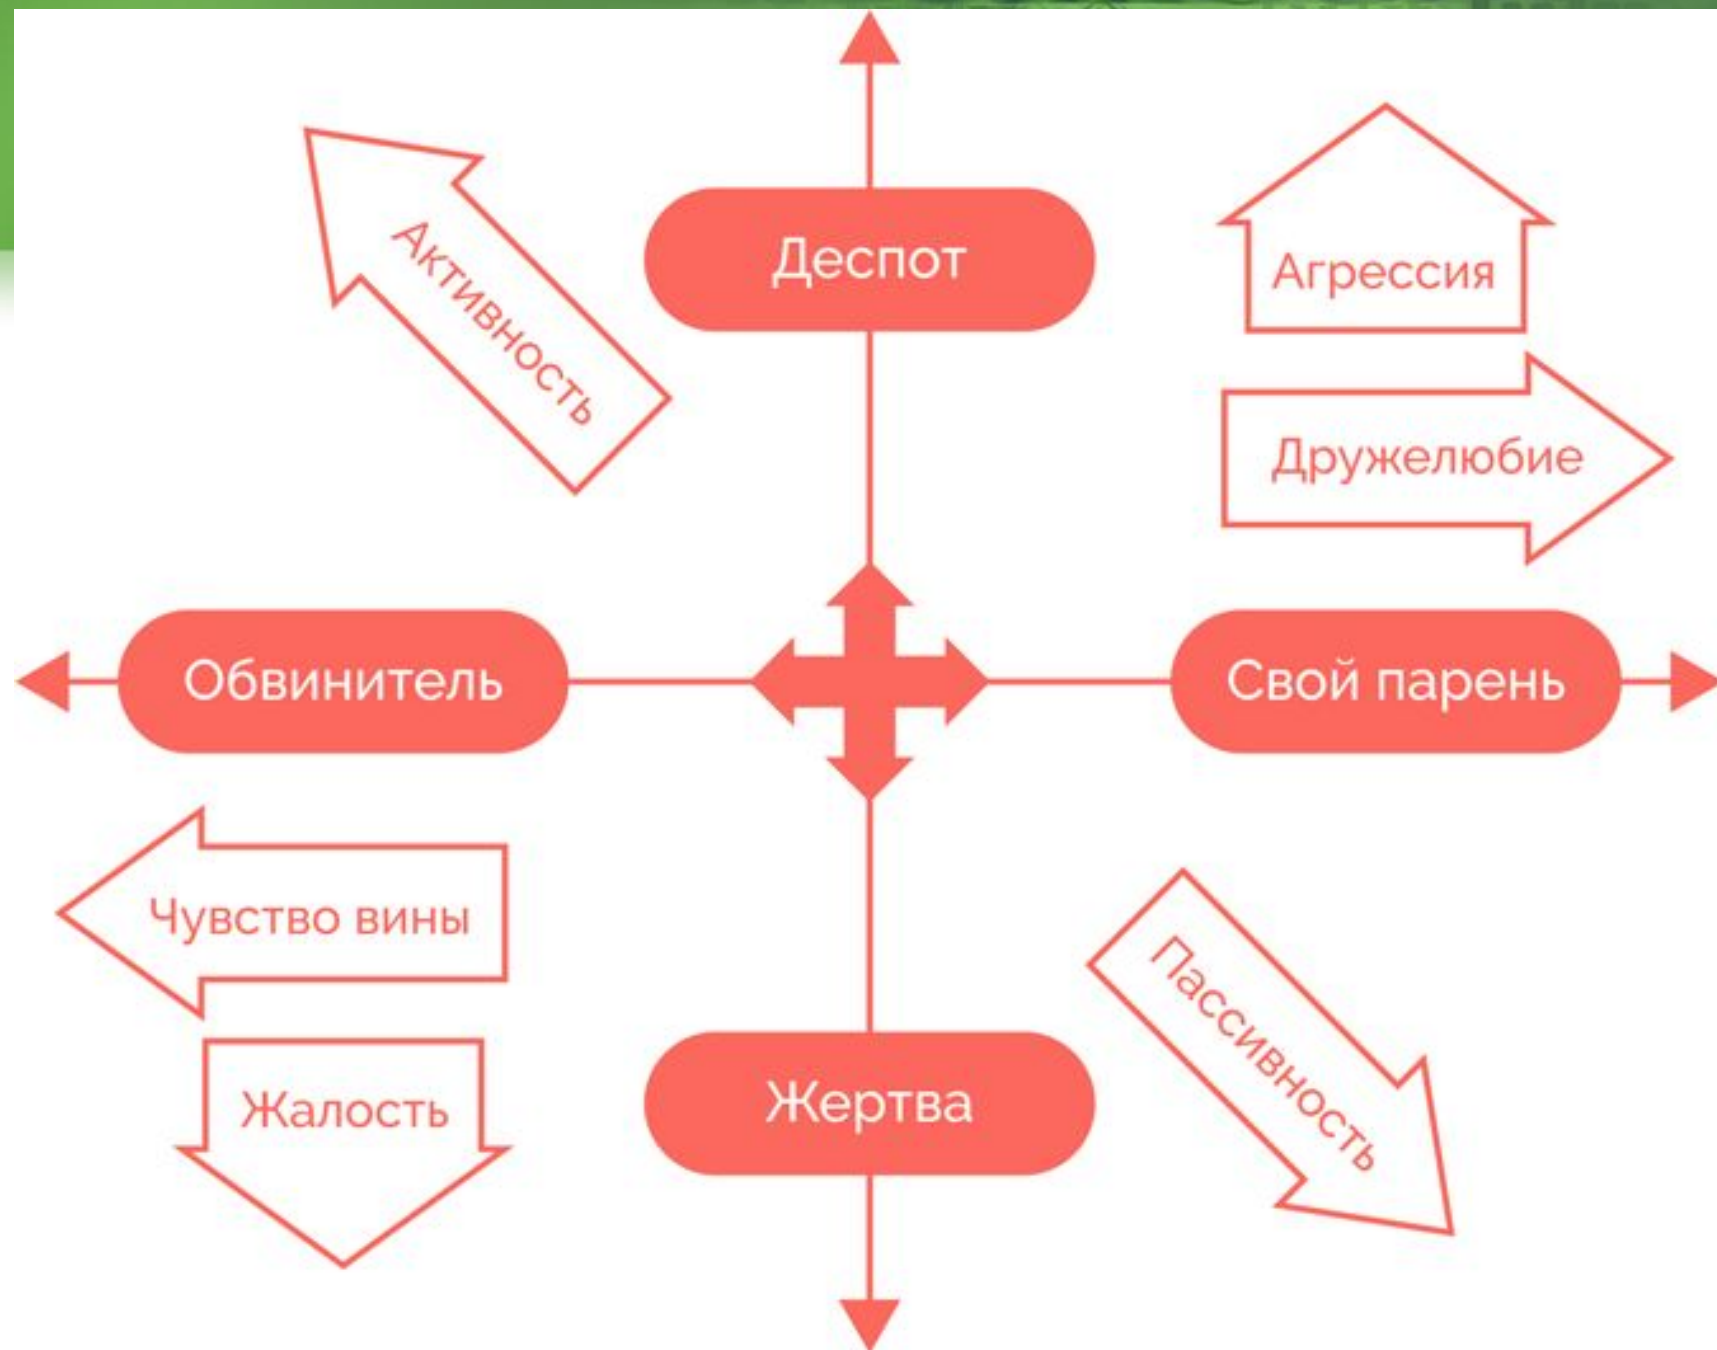 Деспот
Агрессия
Активность
Дружелюбие
Обвинитель
Свой парень
Чувство вины
Пассивность
Жалость
Жертва